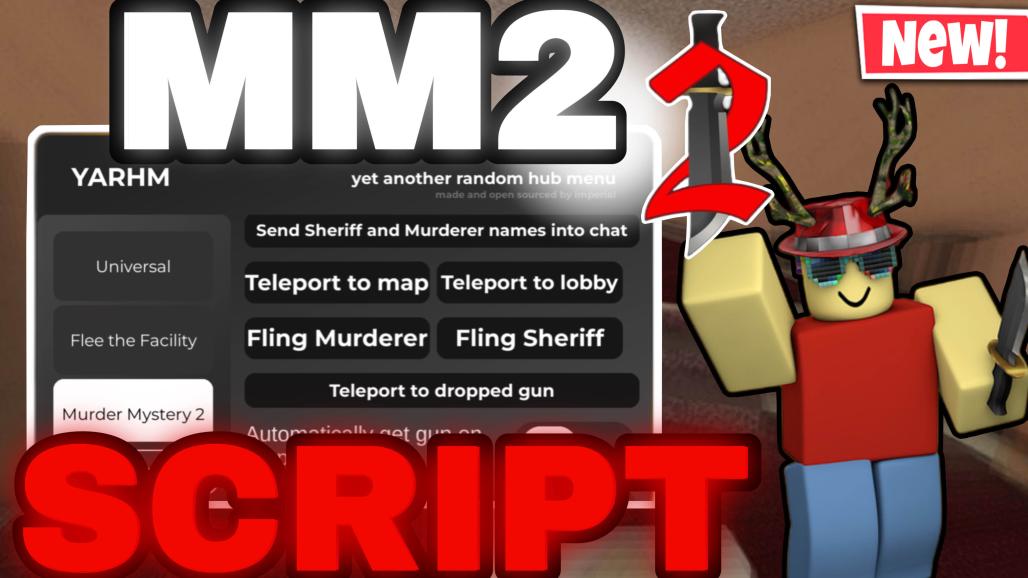 MM2
NEW!
2
YARHM
yet another random hub menu
made and open sourced by imperial
Send Sheriff and Murderer names into chat
Universal
Teleport to map
Teleport to lobby
Flee the Facility
Fling Murderer
Fling Sheriff
Teleport to dropped gun
Murder Mystery 2
Automatically get gun on
SCRIPT